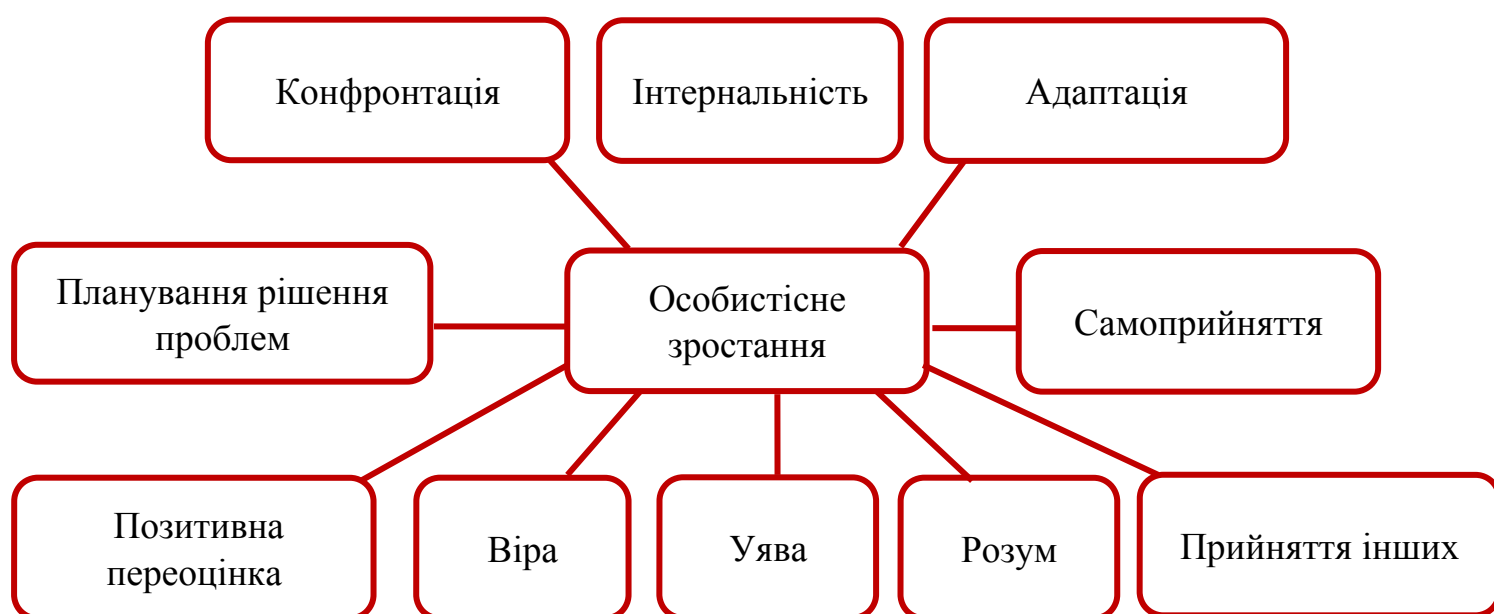 Конфронтація
Інтернальність
Адаптація
Планування рішення
проблем
Особистісне
зростання
Самоприйняття
Позитивна
переоцінка
Віра
Уява
Розум
Прийняття інших